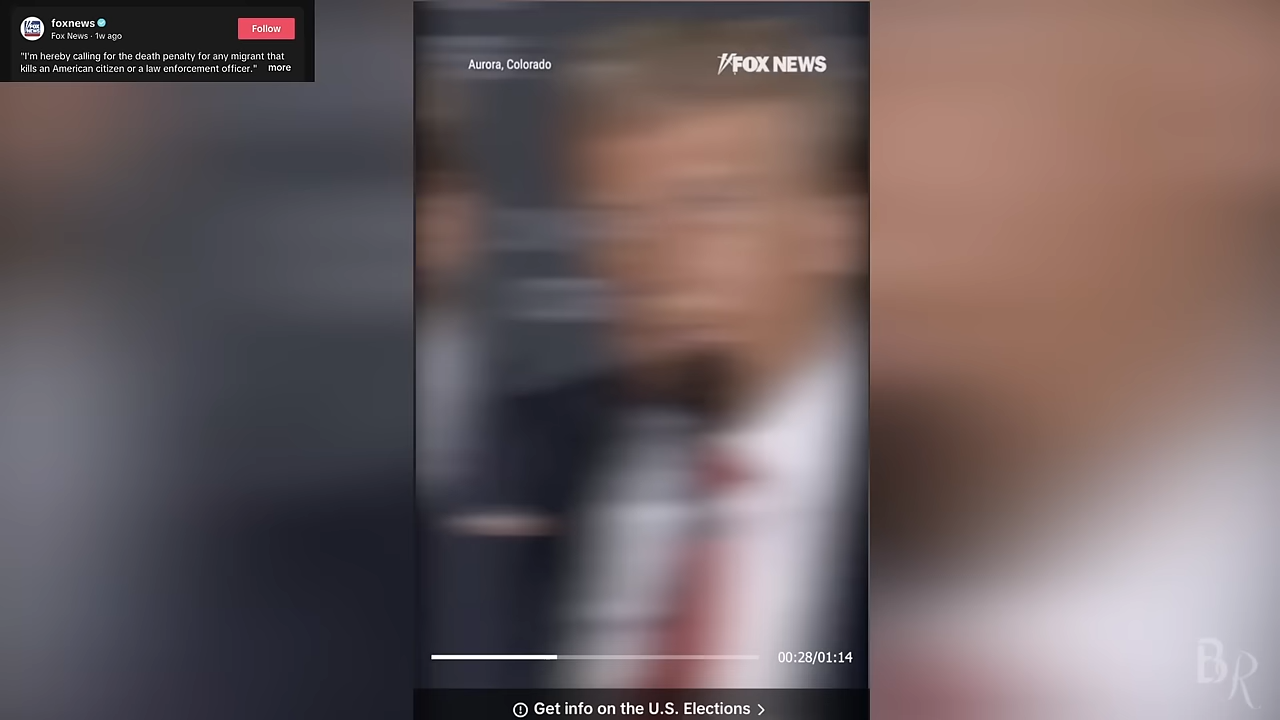 foxnews
Follow
Fox News · 1w ago
"I'm hereby calling for the death penalty for any migrant that
kills an American citizen or a law enforcement officer." more
Aurora, Colorado
FOX NEWS
00:28/01:14
Get info on the U.S. Elections
BR